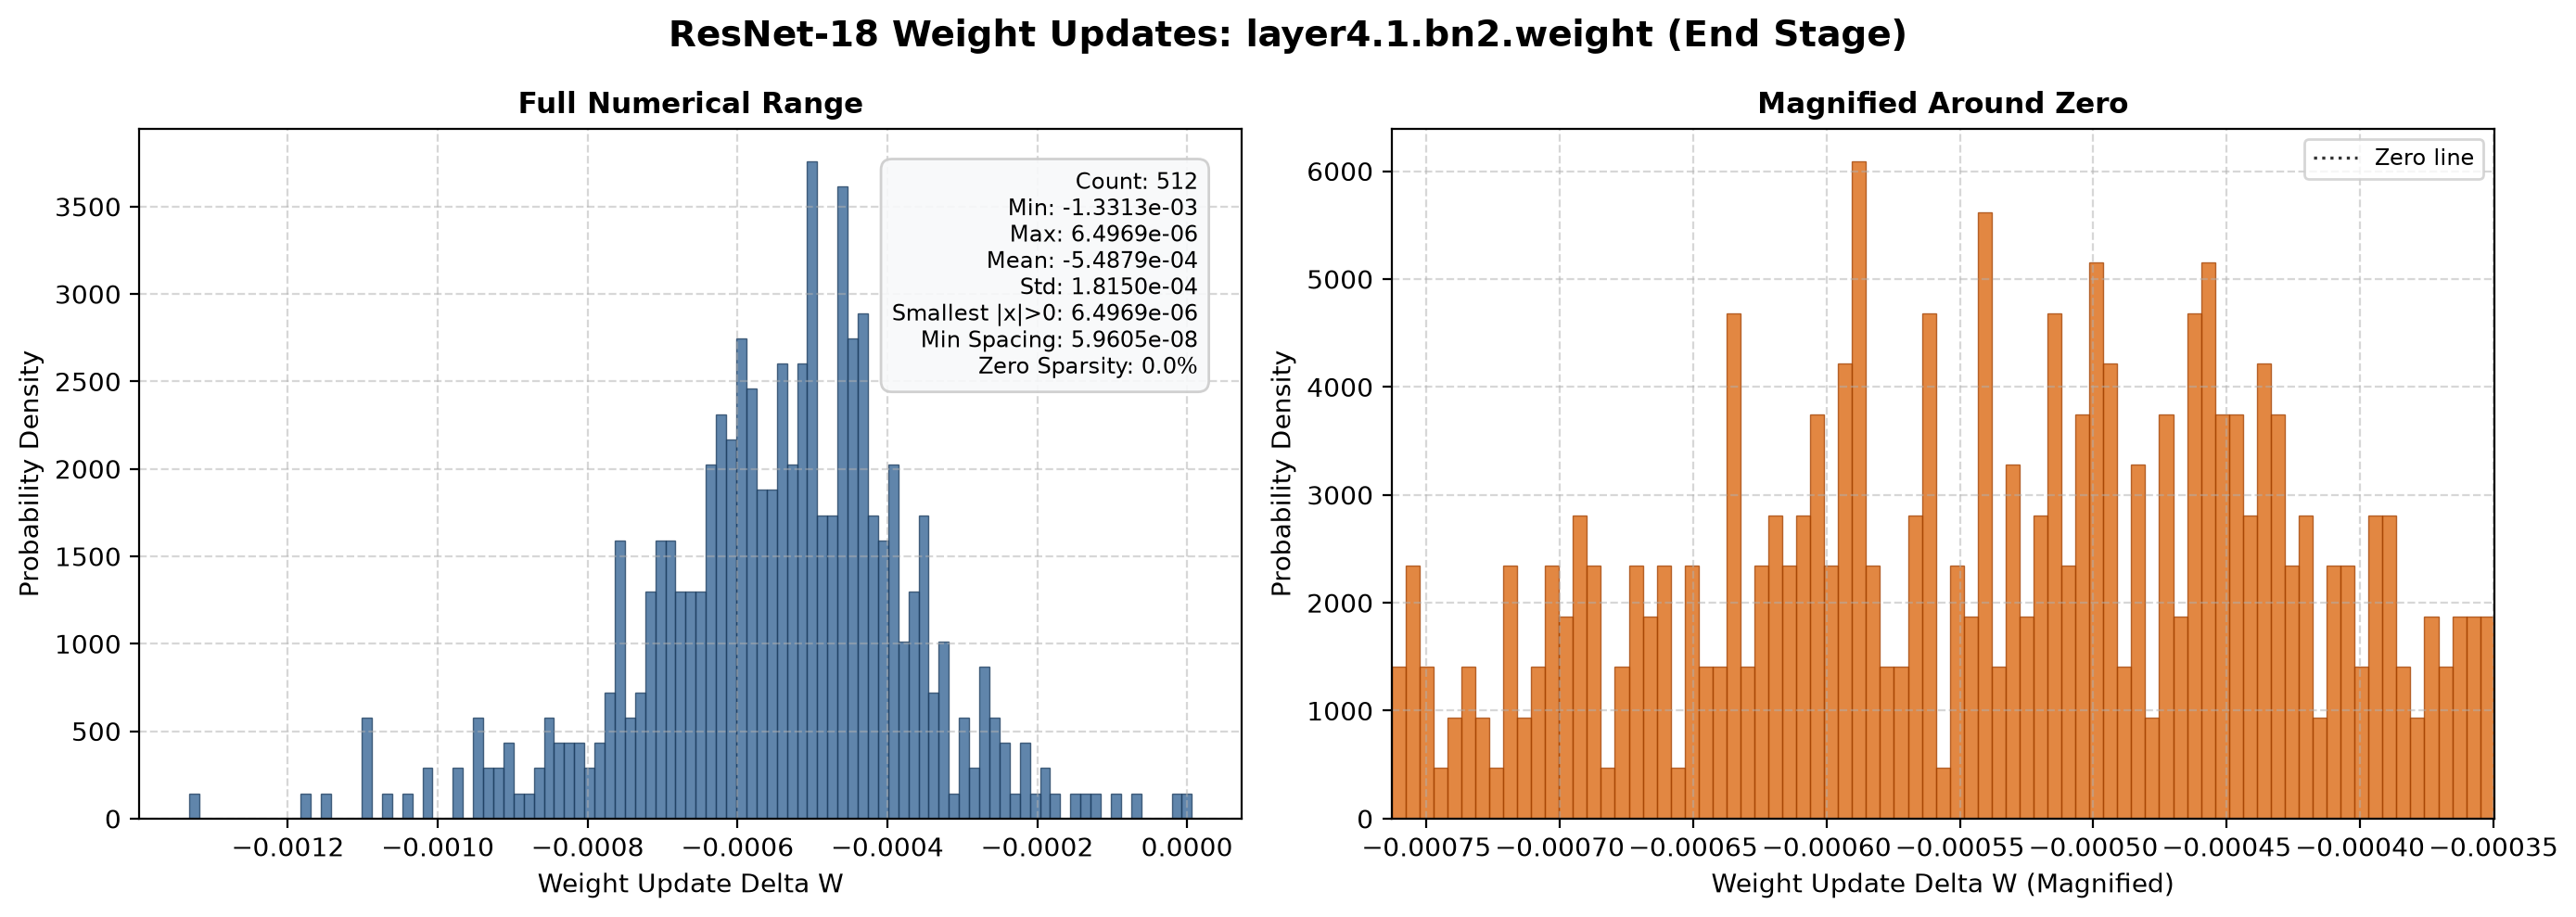 ResNet-18 Weight Updates: layer4.1.bn2.weight (End Stage)
Full Numerical Range
Probability Density
3500
3000
2500
2000
1500
1000
500
0
Count: 512
Min: -1.3313e-03
Max: 6.4969e-06
Mean: -5.4879e-04
Std: 1.8150e-04
Smallest |x|>0: 6.4969e-06
Min Spacing: 5.9605e-08
Zero Sparsity: 0.0%
−0.0012 −0.0010 −0.0008 −0.0006 −0.0004 −0.0002 0.0000
Weight Update Delta W
Magnified Around Zero
Probability Density
6000
5000
4000
3000
2000
1000
0
Zero line
−0.00075 −0.00070 −0.00065 −0.00060 −0.00055 −0.00050 −0.00045 −0.00040 −0.00035
Weight Update Delta W (Magnified)